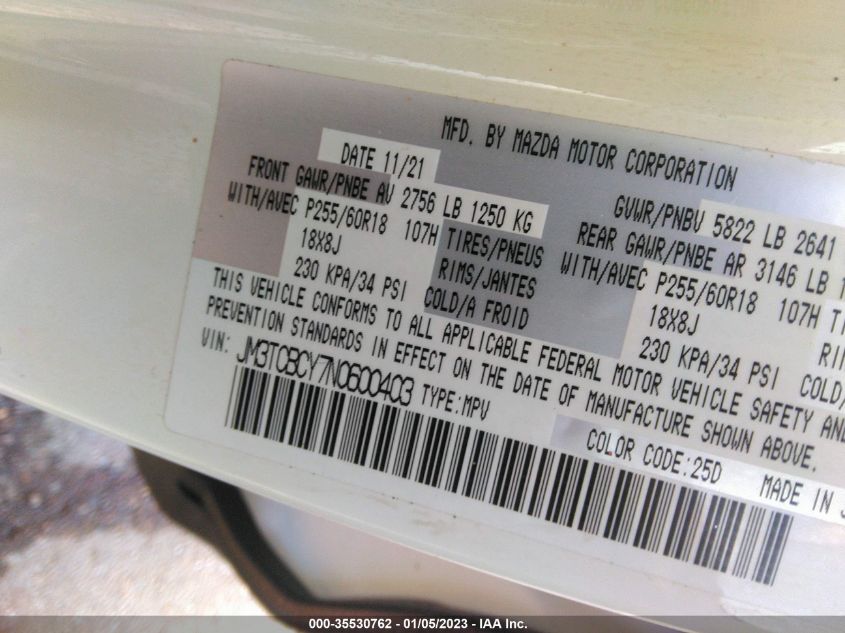 MFD. BY MAZDA MOTOR CORPORATION
DATE 11/21
GVWR/PNBV 5822 LB 2641
FRONT GAWR/PNBE AV 2756 LB 1250 KG
REAR GAWR/PNBE AR 3146 LB
WITH/AVEC P255/60R18 107H TIRES/PNEUS
WITH/AVEC P255/60R18 107H
18X8J RIMS/JANTES
18X8J
230 KPA/34 PSI COLD/A FROID
230 KPA/34 PSI COLD/
THIS VEHICLE CONFORMS TO ALL APPLICABLE FEDERAL MOTOR VEHICLE SAFETY AND
PREVENTION STANDARDS IN EFFECT ON THE DATE OF MANUFACTURE SHOWN ABOVE.
VIN: JM3TCBCY7N0600403 TYPE:MPV
COLOR CODE:25D MADE IN
000-35530762 - 01/05/2023 - IAA Inc.